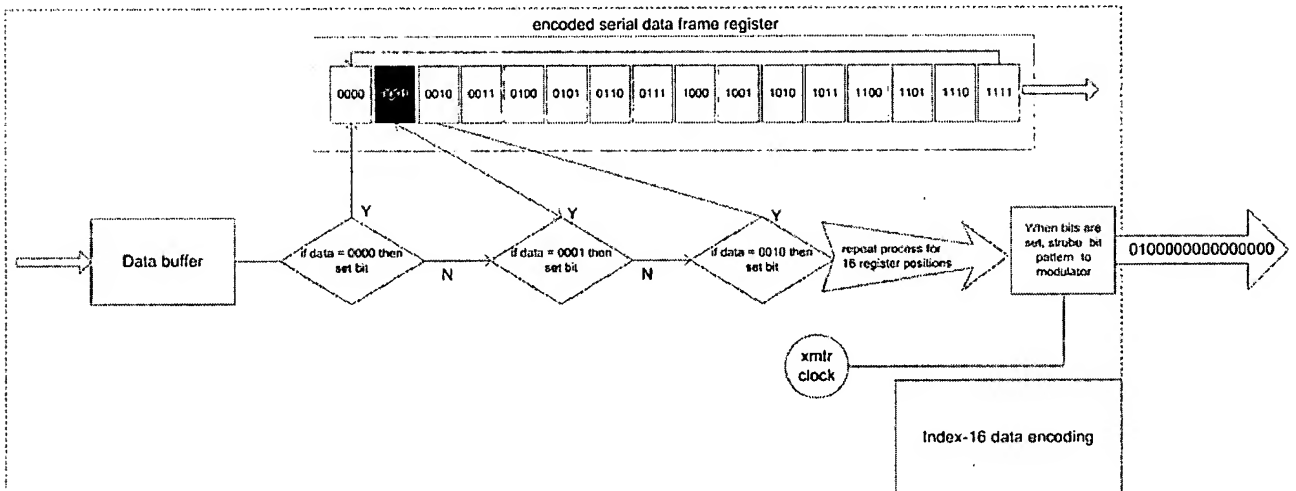 encoded serial data frame register
0000 0001 0010 0011 0100 0101 0110 0111 1000 1001 1010 1011 1100 1101 1110 1111
Y
Y
Y
Data buffer
if data = 0000 then
set bit
N
if data = 0001 then
set bit
N
if data = 0010 then
set bit
repeat process for
16 register positions
When bits are
set, strobe bit
pattern to
modulator
0100000000000000
xmtr
clock
Index-16 data encoding